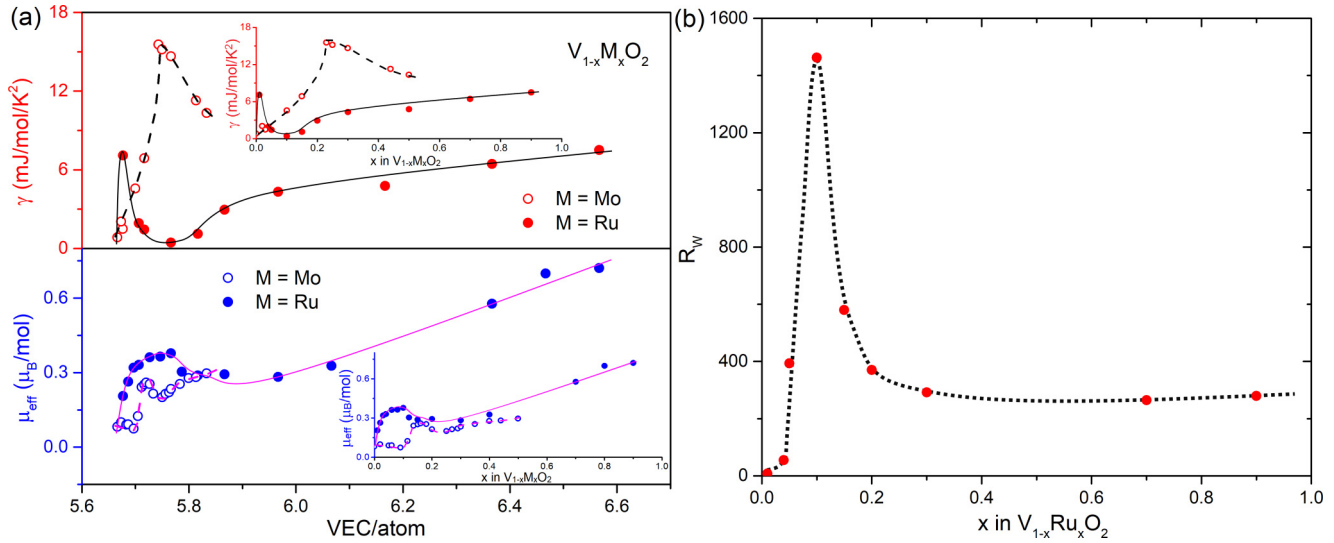 (a)
V1-xMxO2
γ (mJ/mol/K2)
18
12
6
0
γ (mJ/mol/K2)
18
15
12
9
6
3
0
0.0 0.2 0.4 0.6 0.8 1.0
x in V1-xMxO2
M = Mo
M = Ru
μeff (μB/mol)
0.6
0.3
0.0
M = Mo
M = Ru
μeff (μB/mol)
0.6
0.3
0.0
0.0 0.2 0.4 0.6 0.8 1.0
x in V1-xMxO2
5.6 5.8 6.0 6.2 6.4 6.6
VEC/atom
(b)
RW
1600
1200
800
400
0
0.0 0.2 0.4 0.6 0.8 1.0
x in V1-xRuxO2